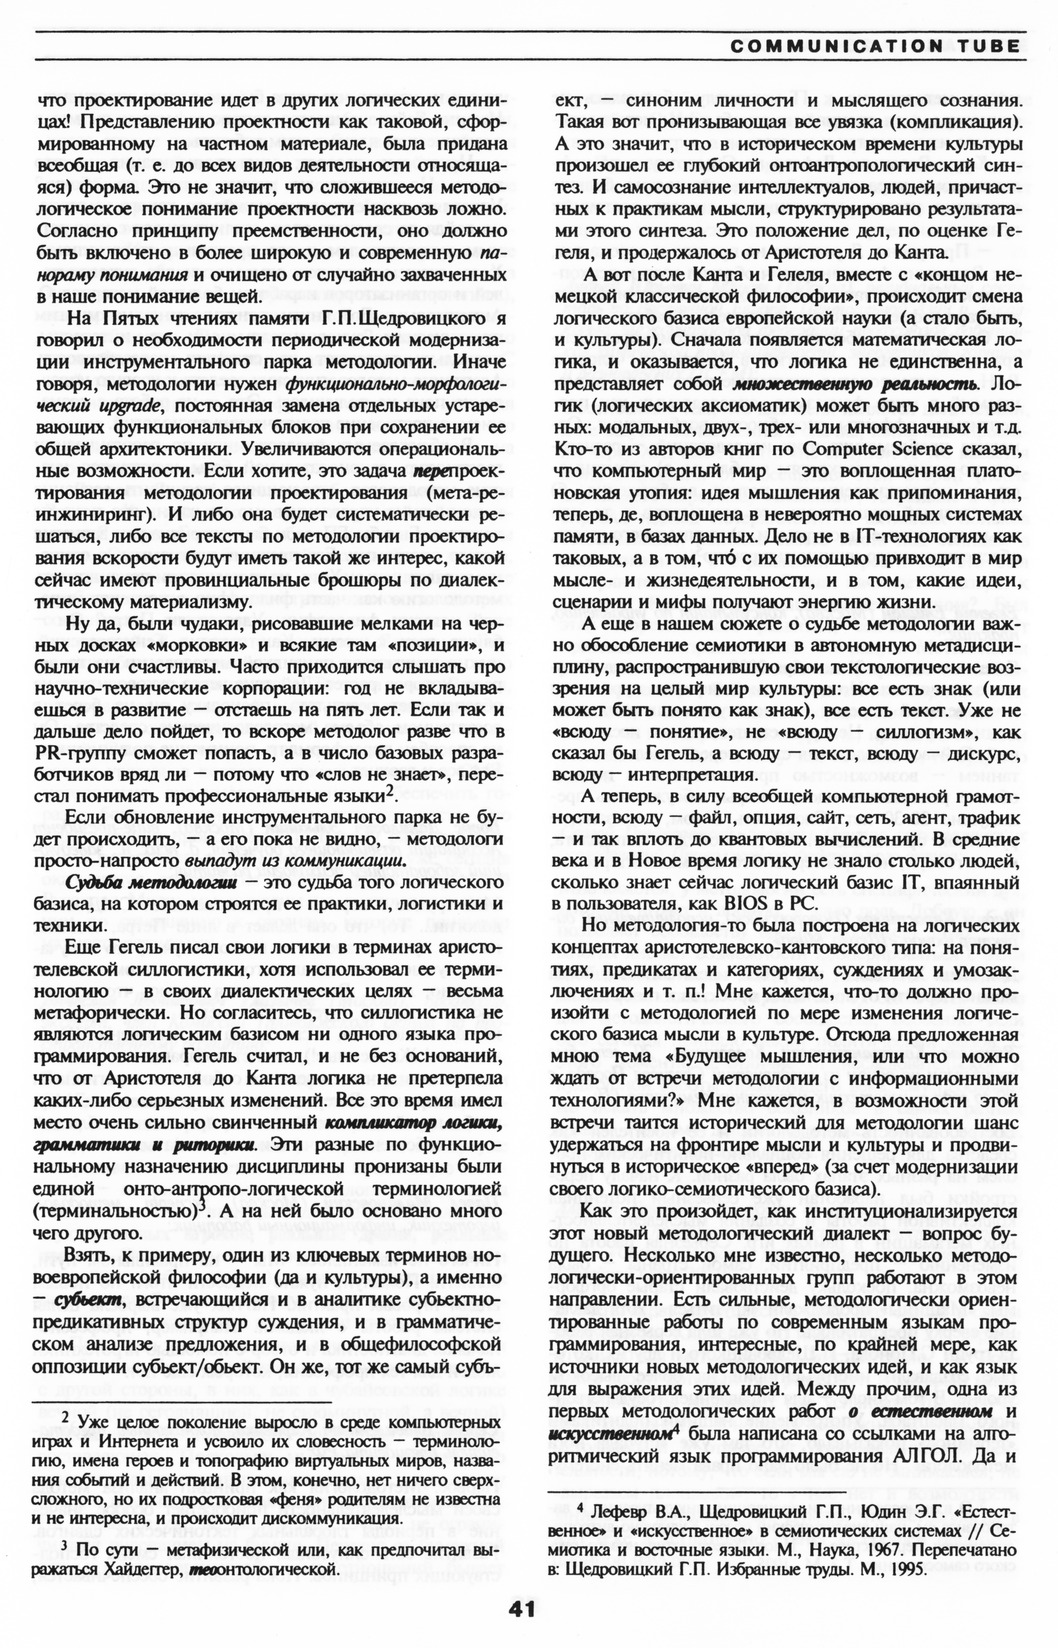 COMMUNICATION TUBE
что проектирование идет в других логических едини-
цах! Представлению проектности как таковой, сфор-
мированному на частном материале, была придана
всеобщая (т. е. до всех видов деятельности относяща-
яся) форма. Это не значит, что сложившееся методо-
логическое понимание проектности насквозь ложно.
Согласно принципу преемственности, оно должно
быть включено в более широкую и современную па-
нораму понимания и очищено от случайно захваченных
в наше понимание вещей.
На Пятых чтениях памяти Г.П.Щедровицкого я
говорил о необходимости периодической модерниза-
ции инструментального парка методологии. Иначе
говоря, методологии нужен функционально-морфологи-
ческий upgrade, постоянная замена отдельных устаре-
вающих функциональных блоков при сохранении ее
общей архитектоники. Увеличиваются операциональ-
ные возможности. Если хотите, это задача перепроек-
тирования методологии проектирования (мета-ре-
инжиниринг). И либо она будет систематически ре-
шаться, либо все тексты по методологии проектиро-
вания вскорости будут иметь такой же интерес, какой
сейчас имеют провинциальные брошюры по диалек-
тическому материализму.
Ну да, были чудаки, рисовавшие мелками на чер-
ных досках «морковки» и всякие там «позиции», и
были они счастливы. Часто приходится слышать про
научно-технические корпорации: год не вкладыва-
ешься в развитие — отстаешь на пять лет. Если так и
дальше дело пойдет, то вскоре методолог разве что в
PR-группу сможет попасть, а в число базовых разра-
ботчиков вряд ли — потому что «слов не знает», пере-
стал понимать профессиональные языки2.
Если обновление инструментального парка не бу-
дет происходить, — а его пока не видно, — методологи
просто-напросто выпадут из коммуникации.
Судьба методологии — это судьба того логического
базиса, на котором строятся ее практики, логистики и
техники.
Еще Гегель писал свои логики в терминах аристо-
телевской силлогистики, хотя использовал ее терми-
нологию — в своих диалектических целях — весьма
метафорически. Но согласитесь, что силлогистика не
являются логическим базисом ни одного языка про-
граммирования. Гегель считал, и не без оснований,
что от Аристотеля до Канта логика не претерпела
каких-либо серьезных изменений. Все это время имел
место очень сильно свинченный компликатор логики,
грамматики и риторики. Эти разные по функцио-
нальному назначению дисциплины пронизаны были
единой онто-антропо-логической терминологией
(терминальностью)3. А на ней было основано много
чего другого.
Взять, к примеру, один из ключевых терминов но-
воевропейской философии (да и культуры), а именно
— субъект, встречающийся и в аналитике субъектно-
предикативных структур суждения, и в грамматиче-
ском анализе предложения, и в общефилософской
оппозиции субъект/объект. Он же, тот же самый субъ-
2 Уже целое поколение выросло в среде компьютерных
играх и Интернета и усвоило их словесность — терминоло-
гию, имена героев и топографию виртуальных миров, назва-
ния событий и действий. В этом, конечно, нет ничего сверх-
сложного, но их подростковая «феня» родителям не известна
и не интересна, и происходит дискоммуникация.
3 По сути — метафизической или, как предпочитал вы-
ражаться Хайдеггер, теоонтологической.
ект, — синоним личности и мыслящего сознания.
Такая вот пронизывающая все увязка (компликация).
А это значит, что в историческом времени культуры
произошел ее глубокий онтоантропологический син-
тез. И самосознание интеллектуалов, людей, причаст-
ных к практикам мысли, структурировано результата-
ми этого синтеза. Это положение дел, по оценке Ге-
геля, и продержалось от Аристотеля до Канта.
А вот после Канта и Гелеля, вместе с «концом не-
мецкой классической философии», происходит смена
логического базиса европейской науки (а стало быть,
и культуры). Сначала появляется математическая ло-
гика, и оказывается, что логика не единственна, а
представляет собой множественную реальность. Ло-
гик (логических аксиоматик) может быть много раз-
ных: модальных, двух-, трех- или многозначных и т.д.
Кто-то из авторов книг по Computer Science сказал,
что компьютерный мир — это воплощенная плато-
новская утопия: идея мышления как припоминания,
теперь, де, воплощена в невероятно мощных системах
памяти, в базах данных. Дело не в IT-технологиях как
таковых, а в том, чтó с их помощью привходит в мир
мысле- и жизнедеятельности, и в том, какие идеи,
сценарии и мифы получают энергию жизни.
А еще в нашем сюжете о судьбе методологии важ-
но обособление семиотики в автономную метадисци-
плину, распространившую свои текстологические воз-
зрения на целый мир культуры: все есть знак (или
может быть понято как знак), все есть текст. Уже не
«всюду — понятие», не «всюду — силлогизм», как
сказал бы Гегель, а всюду — текст, всюду — дискурс,
всюду — интерпретация.
А теперь, в силу всеобщей компьютерной грамот-
ности, всюду — файл, опция, сайт, сеть, агент, трафик
— и так вплоть до квантовых вычислений. В средние
века и в Новое время логику не знало столько людей,
сколько знает сейчас логический базис IT, впаянный
в пользователя, как BIOS в PC.
Но методология-то была построена на логических
концептах аристотелевско-кантовского типа: на поня-
тиях, предикатах и категориях, суждениях и умозак-
лючениях и т. п.! Мне кажется, что-то должно про-
изойти с методологией по мере изменения логиче-
ского базиса мысли в культуре. Отсюда предложенная
мною тема «Будущее мышления, или что можно
ждать от встречи методологии с информационными
технологиями?» Мне кажется, в возможности этой
встречи таится исторический для методологии шанс
удержаться на фронтире мысли и культуры и продви-
нуться в историческое «вперед» (за счет модернизации
своего логико-семиотического базиса).
Как это произойдет, как институционализируется
этот новый методологический диалект — вопрос бу-
дущего. Несколько мне известно, несколько методо-
логически-ориентированных групп работают в этом
направлении. Есть сильные, методологически ориен-
тированные работы по современным языкам про-
граммирования, интересные, по крайней мере, как
источники новых методологических идей, и как язык
для выражения этих идей. Между прочим, одна из
первых методологических работ о естественном и
искусственном4 была написана со ссылками на алго-
ритмический язык программирования АЛГОЛ. Да и
4 Лефевр В.А., Щедровицкий Г.П., Юдин Э.Г. «Естест-
венное» и «искусственное» в семиотических системах // Се-
миотика и восточные языки. М., Наука, 1967. Перепечатано
в: Щедровицкий Г.П. Избранные труды. М., 1995.
41